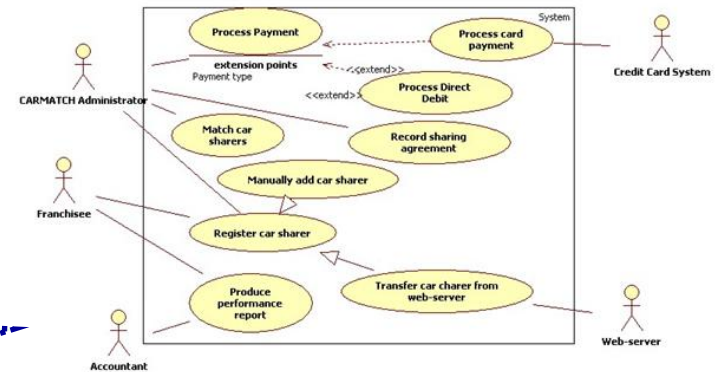 System
Process Payment
extension points
Payment type
Process card
payment
Credit Card System
<<extend>>
<<extend>>
Process Direct
Debit
CARMATCH Administrator
Match car
sharers
Record sharing
agreement
Manually add car sharer
Franchisee
Register car sharer
Transfer car charer from
web-server
Produce
performance
report
Web-server
Accountant